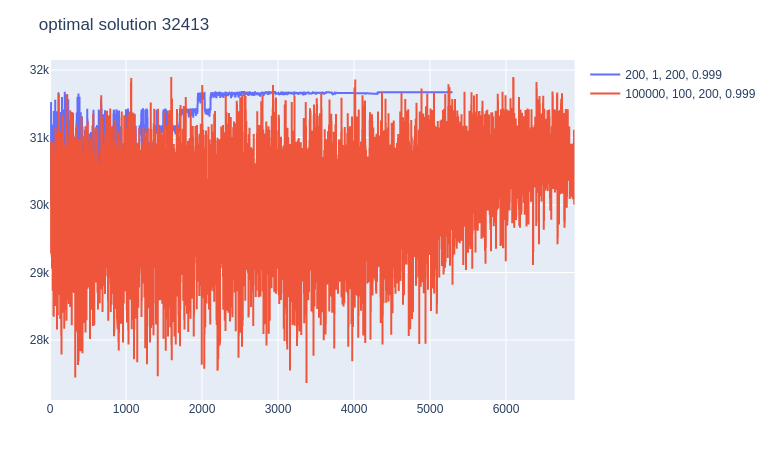 optimal solution 32413
32k
31k
30k
29k
28k
0 1000 2000 3000 4000 5000 6000
200, 1, 200, 0.999
100000, 100, 200, 0.999